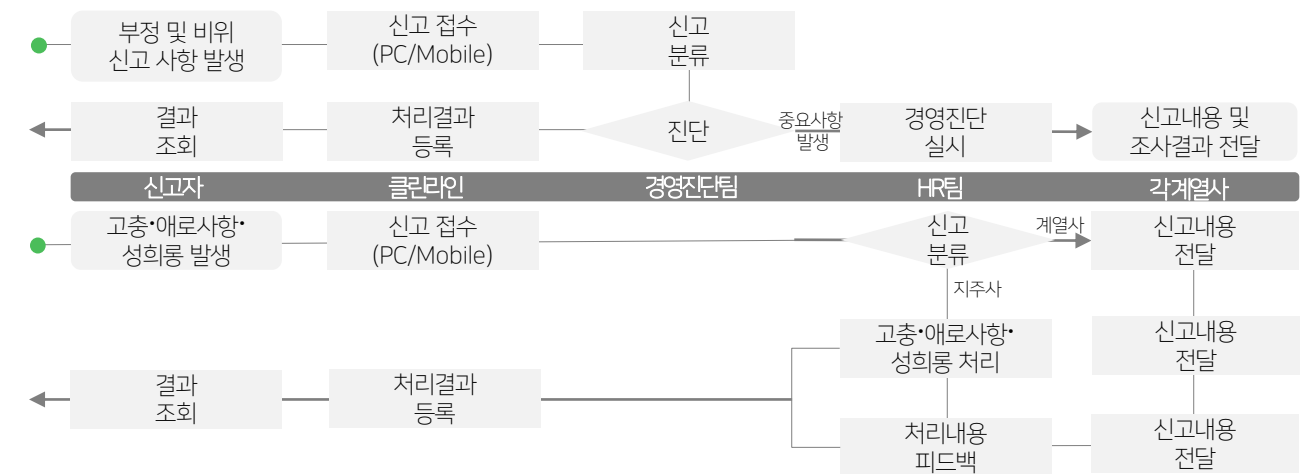 부정 및 비위
신고 사항 발생
신고 접수
(PC/Mobile)
신고
분류
결과
조회
처리결과
등록
진단
중요사항
발생
경영진단
실시
신고내용 및
조사결과 전달
신고자
클린라인
경영진단팀
HR팀
각계열사
고충•애로사항•
성희롱 발생
신고 접수
(PC/Mobile)
신고
분류
계열사
신고내용
전달
지주사
고충•애로사항•
성희롱 처리
신고내용
전달
결과
조회
처리결과
등록
처리내용
피드백
신고내용
전달